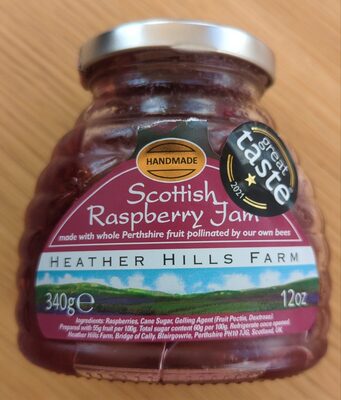 HANDMADE
Scottish
Raspberry Jam
made with whole Perthshire fruit pollinated by our own bees
great
taste
2021
HEATHER HILLS FARM
340g℮
12oz
Ingredients: Raspberries, Cane Sugar, Gelling Agent (Fruit Pectin, Dextrose).
Prepared with 55g fruit per 100g. Total sugar content 60g per 100g. Refrigerate once opened.
Heather Hills Farm, Bridge of Cally, Blairgowrie, Perthshire PH10 7JG, Scotland, UK.